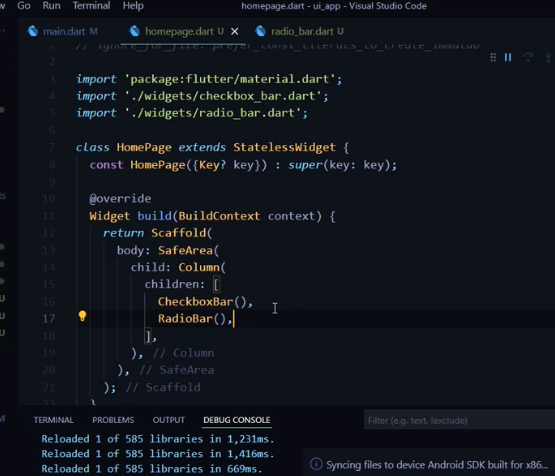 Go Run Terminal Help
homepage.dart - ui_app - Visual Studio Code
main.dart M
homepage.dart U
radio_bar.dart U
// ignore_for_file: prefer_const_literals_to_create_immutab
2
3 import 'package:flutter/material.dart';
4 import './widgets/checkbox_bar.dart';
5 import './widgets/radio_bar.dart';
6
7 class HomePage extends StatelessWidget {
8 const HomePage({Key? key}) : super(key: key);
9
10 @override
11 Widget build(BuildContext context) {
12 return Scaffold(
13 body: SafeArea(
14 child: Column(
15 children: [
16 CheckboxBar(),
17 RadioBar(),
18 ],
19 ), // Column
20 ), // SafeArea
21 ); // Scaffold
}
TERMINAL PROBLEMS OUTPUT DEBUG CONSOLE
Filter (e.g. text, !exclude)
Reloaded 1 of 585 libraries in 1,231ms.
Reloaded 1 of 585 libraries in 1,416ms.
Reloaded 1 of 585 libraries in 669ms.
Syncing files to device Android SDK built for x86...